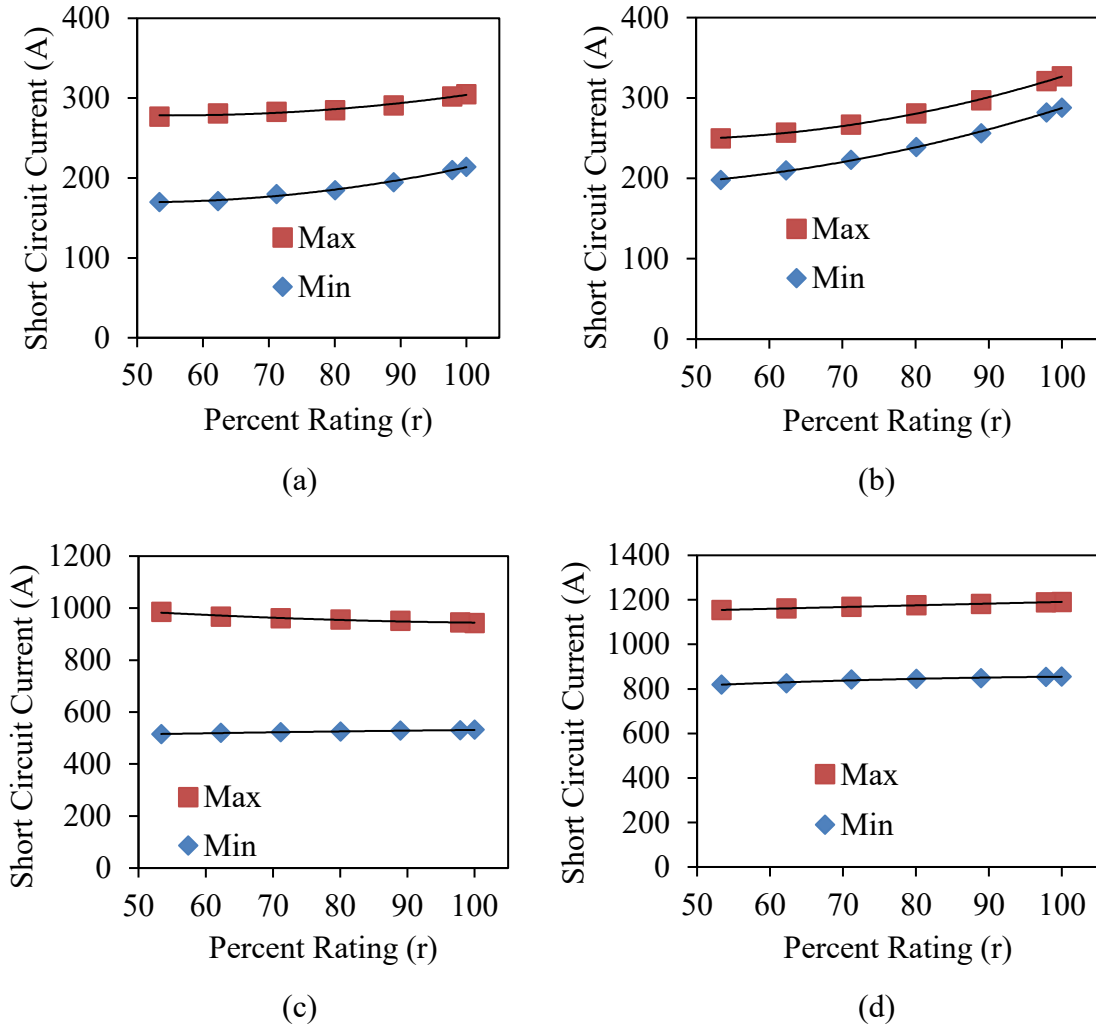 Short Circuit Current (A)
400
300
200
100
0
Max
Min
50 60 70 80 90 100
Percent Rating (r)
(a)
Short Circuit Current (A)
400
300
200
100
0
Max
Min
50 60 70 80 90 100
Percent Rating (r)
(b)
Short Circuit Current (A)
1200
1000
800
600
400
200
0
Max
Min
50 60 70 80 90 100
Percent Rating (r)
(c)
Short Circuit Current (A)
1400
1200
1000
800
600
400
200
0
Max
Min
50 60 70 80 90 100
Percent Rating (r)
(d)